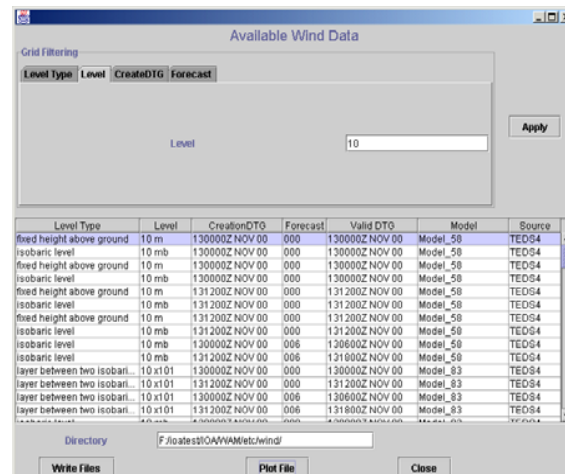 Available Wind Data
Grid Filtering
Level Type Level CreateDTG Forecast
Level 10
Apply
Level Type Level CreationDTG Forecast Valid DTG Model Source
fixed height above ground 10 m 130000Z NOV 00 000 130000Z NOV 00 Model_58 TEDS4
isobaric level 10 mb 130000Z NOV 00 000 130000Z NOV 00 Model_58 TEDS4
fixed height above ground 10 m 130000Z NOV 00 000 130000Z NOV 00 Model_58 TEDS4
isobaric level 10 mb 130000Z NOV 00 000 130000Z NOV 00 Model_58 TEDS4
fixed height above ground 10 m 131200Z NOV 00 000 131200Z NOV 00 Model_58 TEDS4
isobaric level 10 mb 131200Z NOV 00 000 131200Z NOV 00 Model_58 TEDS4
fixed height above ground 10 m 131200Z NOV 00 000 131200Z NOV 00 Model_58 TEDS4
isobaric level 10 mb 131200Z NOV 00 000 131200Z NOV 00 Model_58 TEDS4
isobaric level 10 mb 130000Z NOV 00 006 130600Z NOV 00 Model_58 TEDS4
isobaric level 10 mb 131200Z NOV 00 006 131800Z NOV 00 Model_58 TEDS4
layer between two isobari... 10 x101 130000Z NOV 00 000 130000Z NOV 00 Model_83 TEDS4
layer between two isobari... 10 x101 131200Z NOV 00 000 131200Z NOV 00 Model_83 TEDS4
layer between two isobari... 10 x101 130000Z NOV 00 006 130600Z NOV 00 Model_83 TEDS4
layer between two isobari... 10 x101 131200Z NOV 00 006 131800Z NOV 00 Model_83 TEDS4
Directory F:/ioatest/IOA/WAM/etc/wind/
Write Files Plot File Close